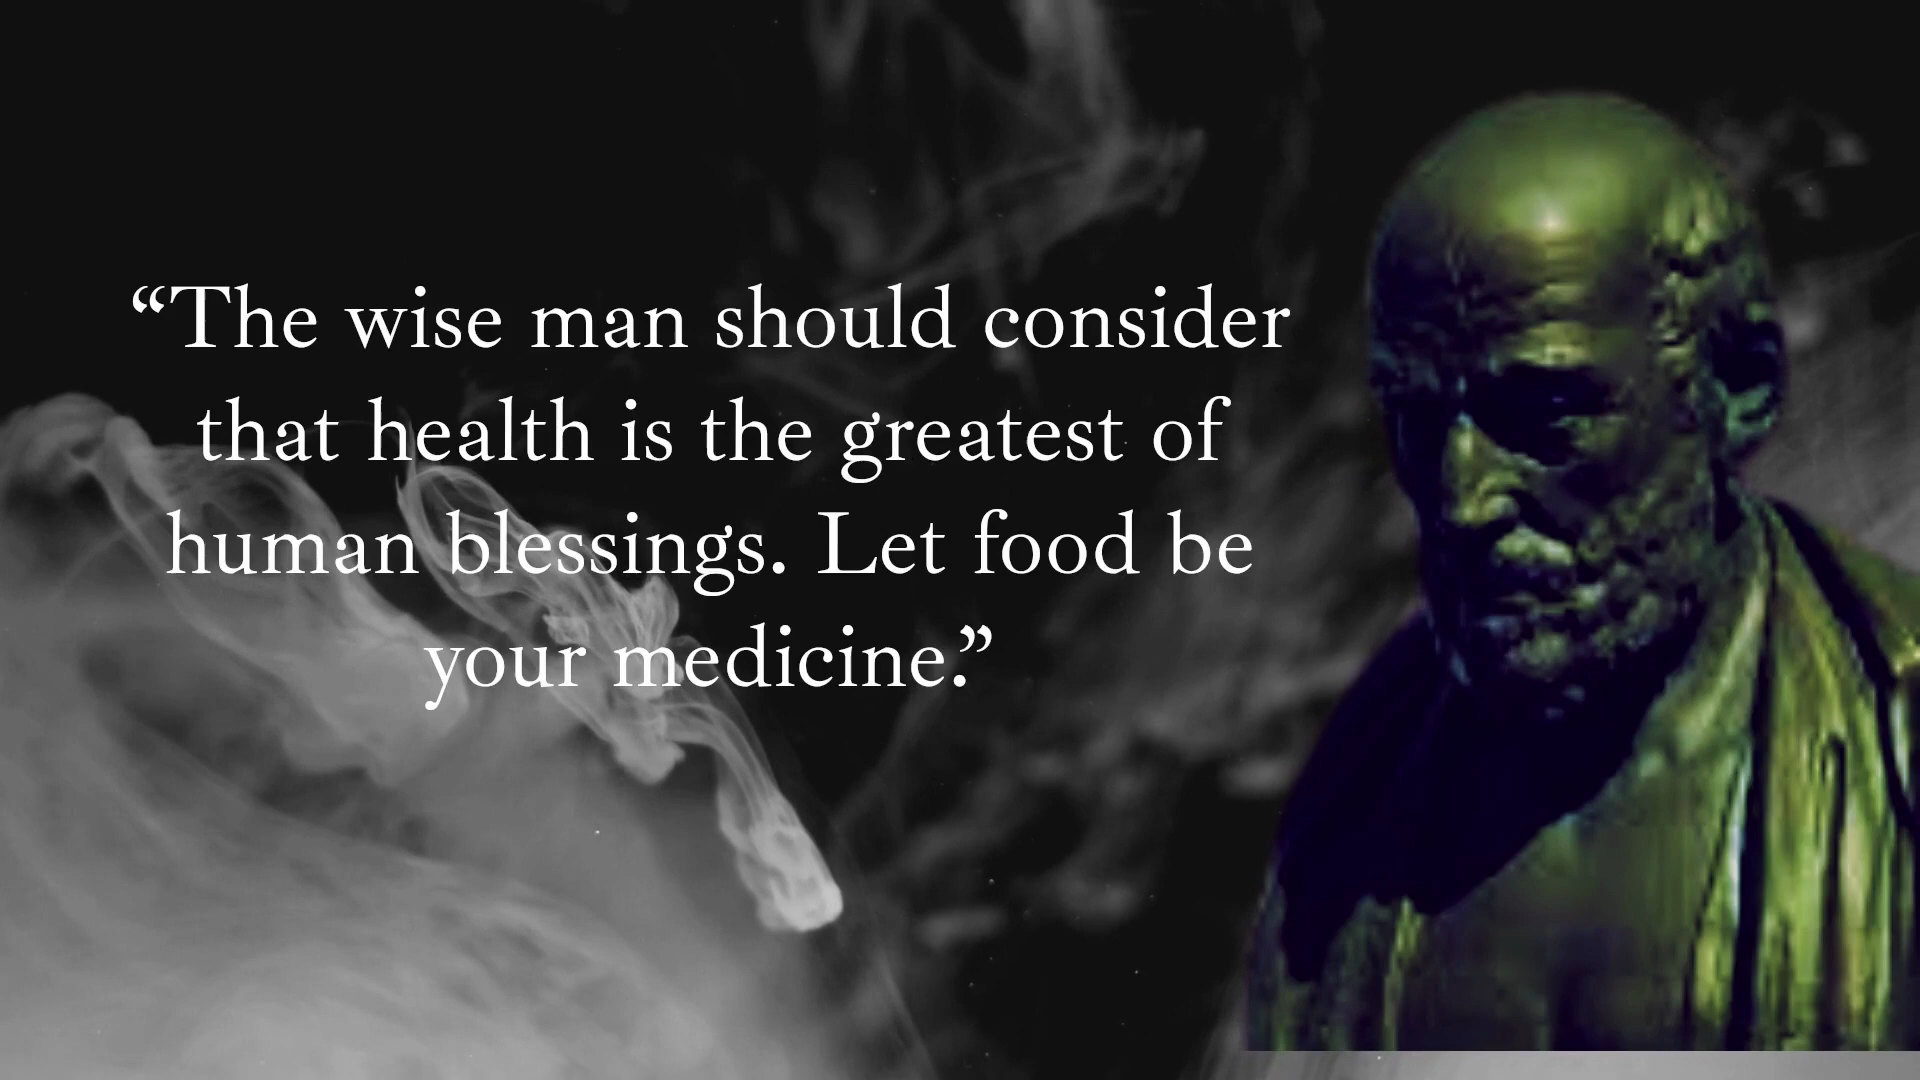 “The wise man should consider
that health is the greatest of
human blessings. Let food be
your medicine.”